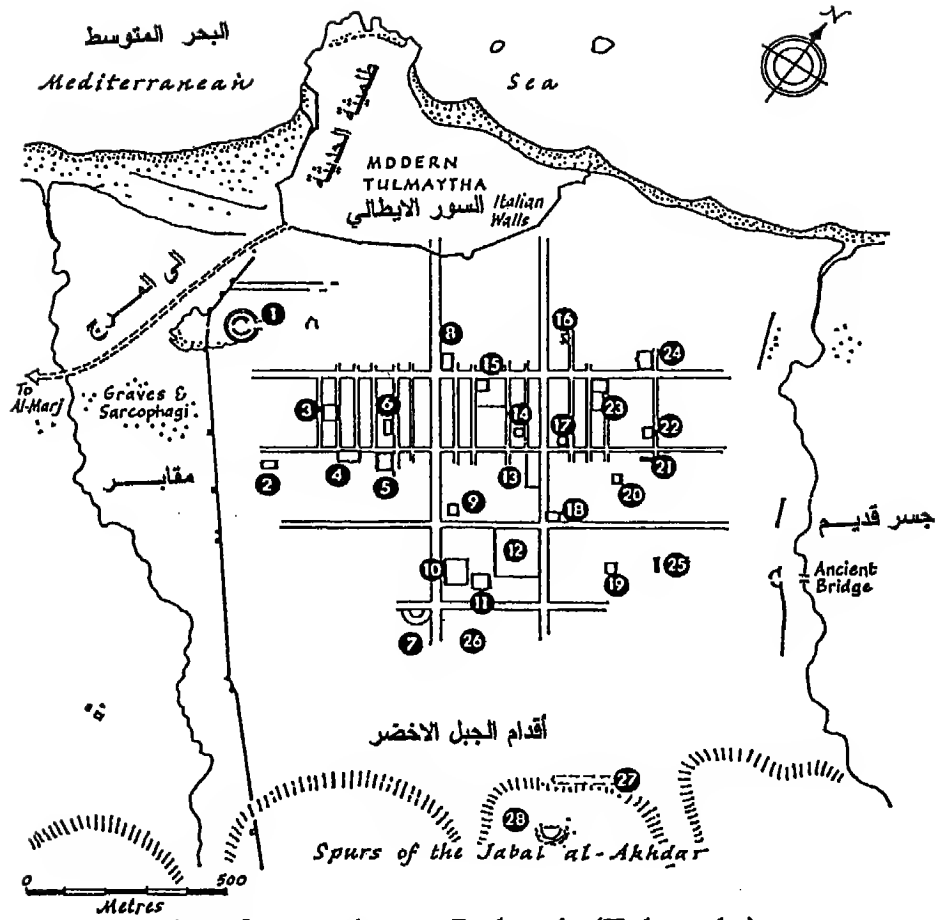 البحر المتوسط
Mediterranean
Sea
N
طلميثة الحديثة
MODERN
TULMAYTHA
السور الايطالي
Italian
Walls
الى المرج
To
Al-Marj
Graves &
Sarcophagi
مقابر
1
8
16
15
24
3
6
14
17
23
22
2
4
5
13
21
20
9
18
10
12
11
19
25
7
26
جسر قديم
Ancient
Bridge
أقدام الجبل الاخضر
27
28
Spurs of the Jabal al-Akhdar
0
500
Metres